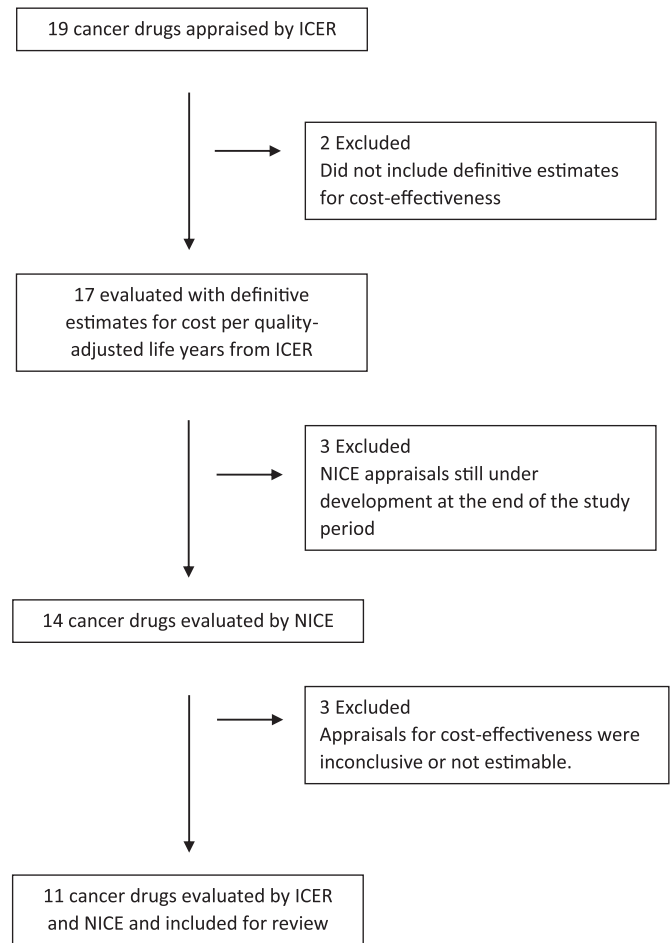 19 cancer drugs appraised by ICER
2 Excluded
Did not include definitive estimates
for cost-effectiveness
17 evaluated with definitive
estimates for cost per quality-
adjusted life years from ICER
3 Excluded
NICE appraisals still under
development at the end of the study
period
14 cancer drugs evaluated by NICE
3 Excluded
Appraisals for cost-effectiveness were
inconclusive or not estimable.
11 cancer drugs evaluated by ICER
and NICE and included for review